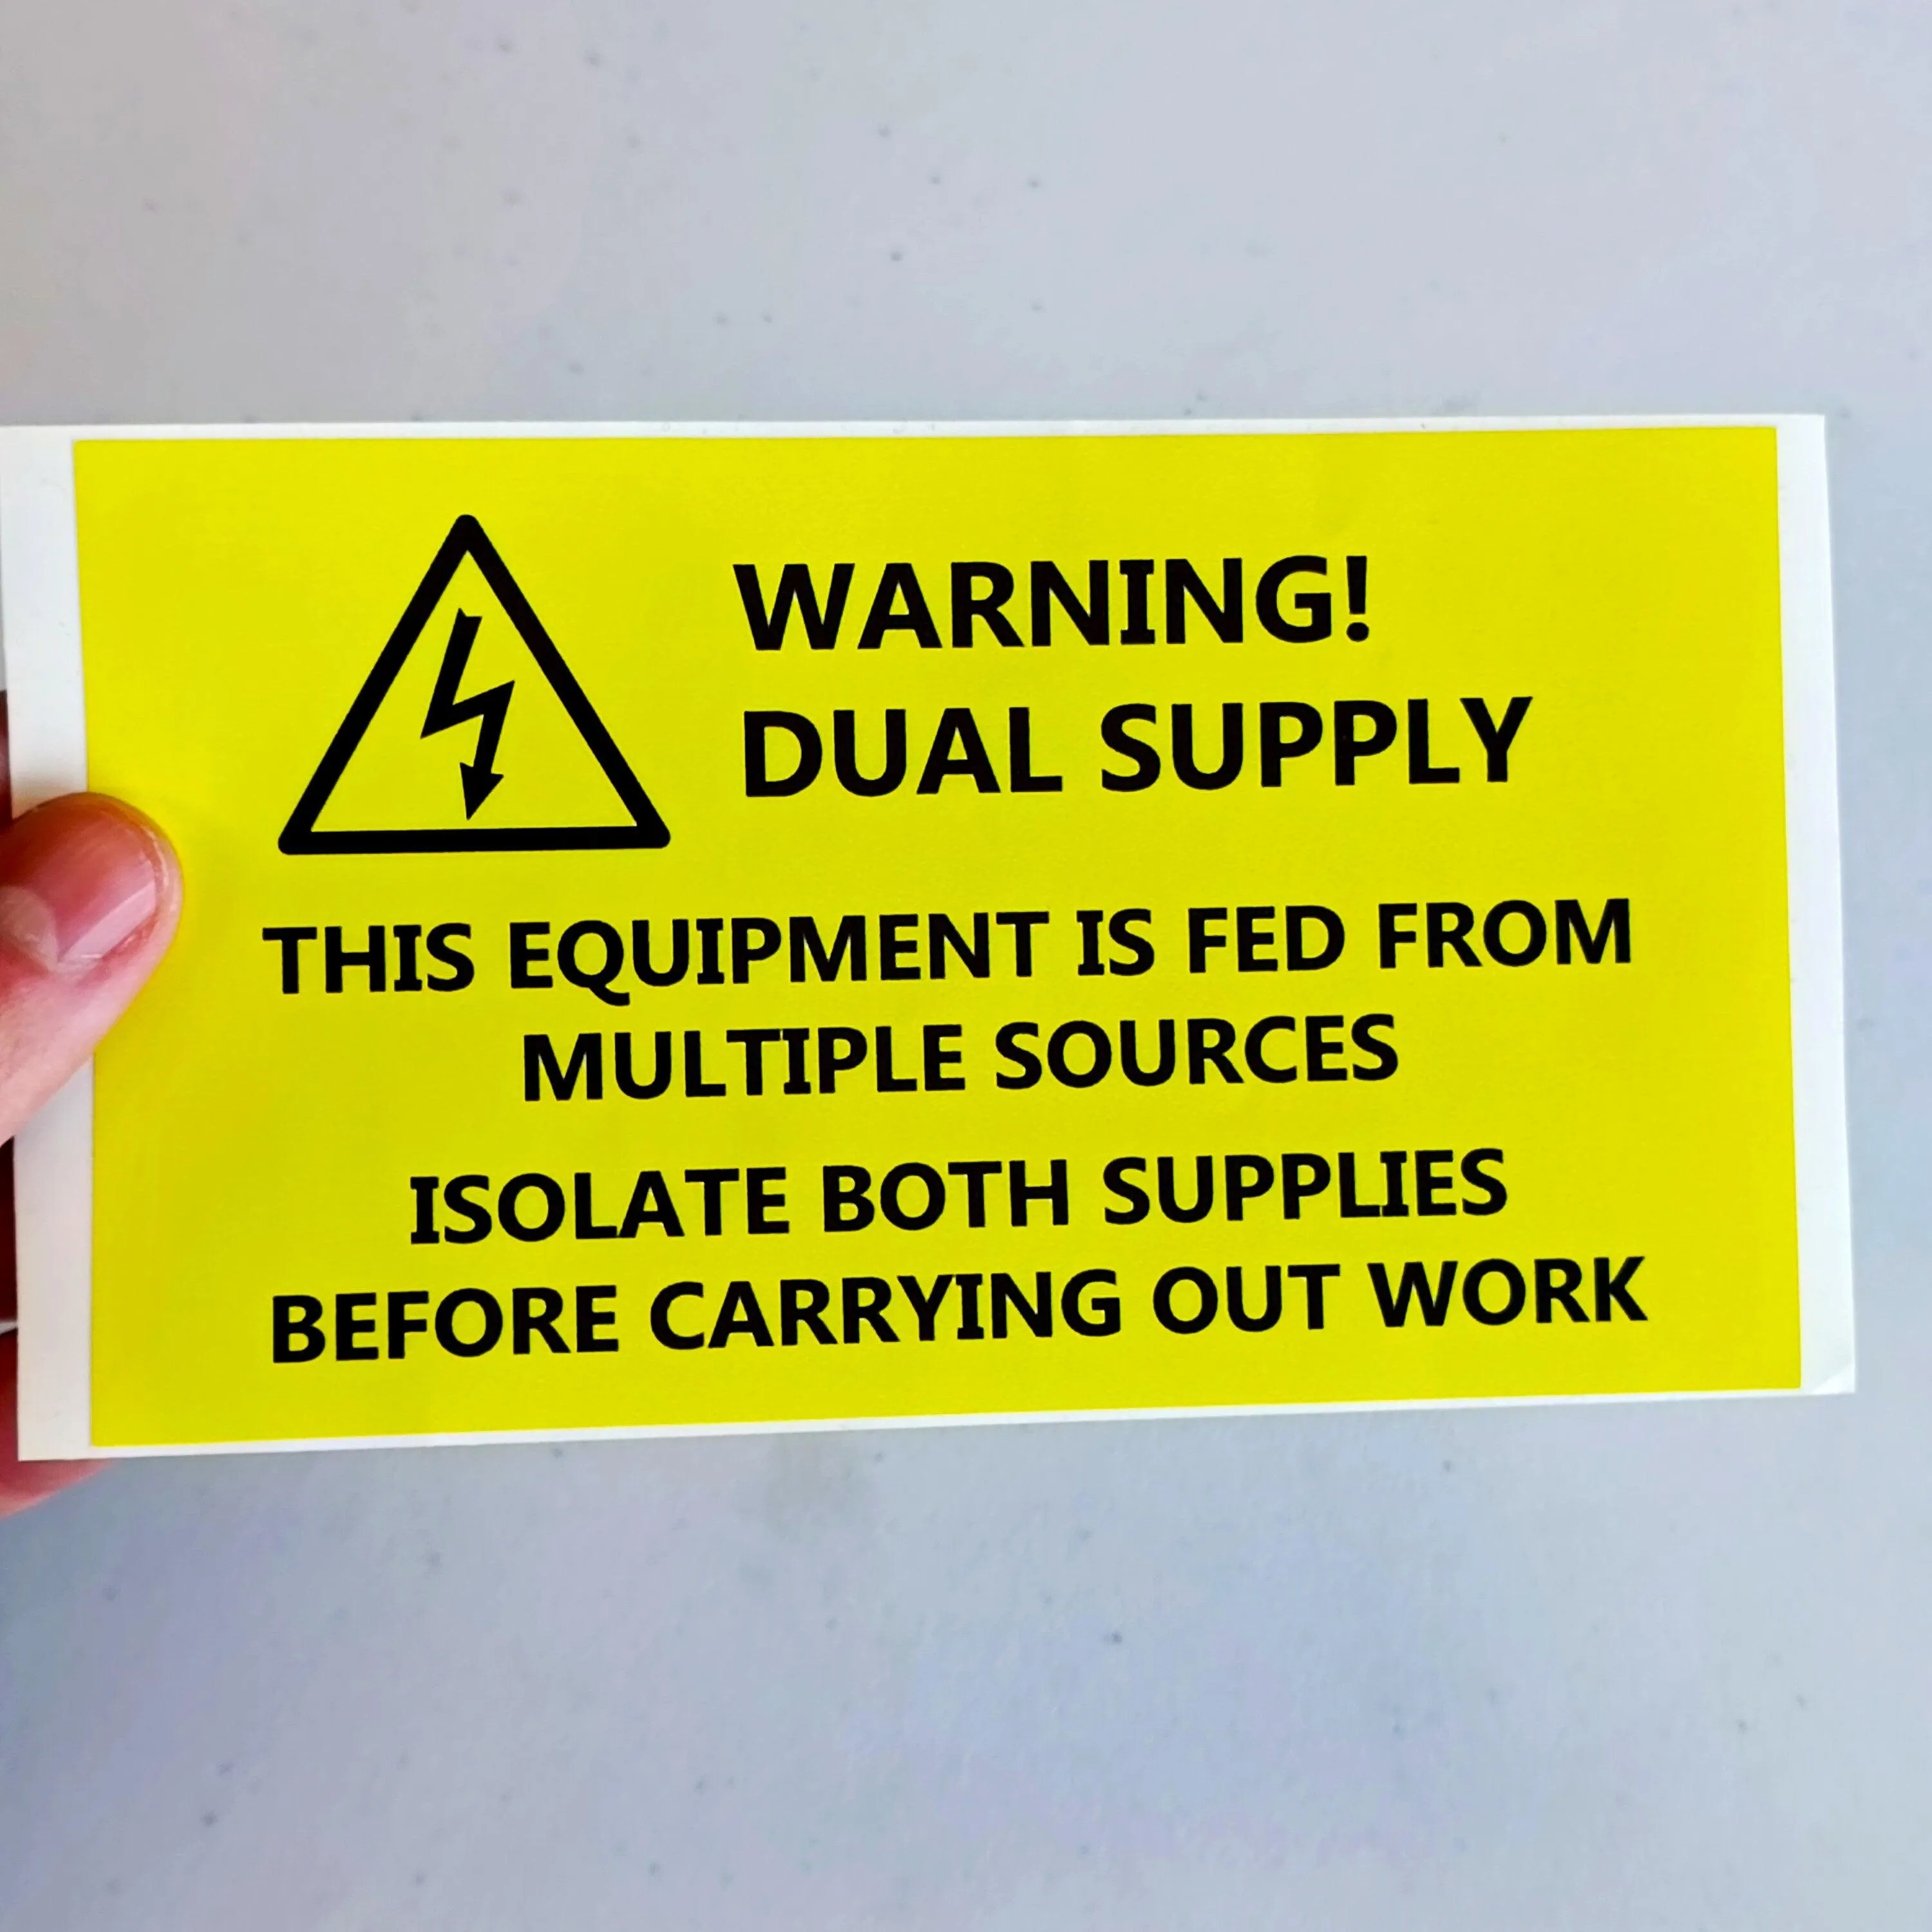 WARNING!
DUAL SUPPLY
THIS EQUIPMENT IS FED FROM
MULTIPLE SOURCES
ISOLATE BOTH SUPPLIES
BEFORE CARRYING OUT WORK